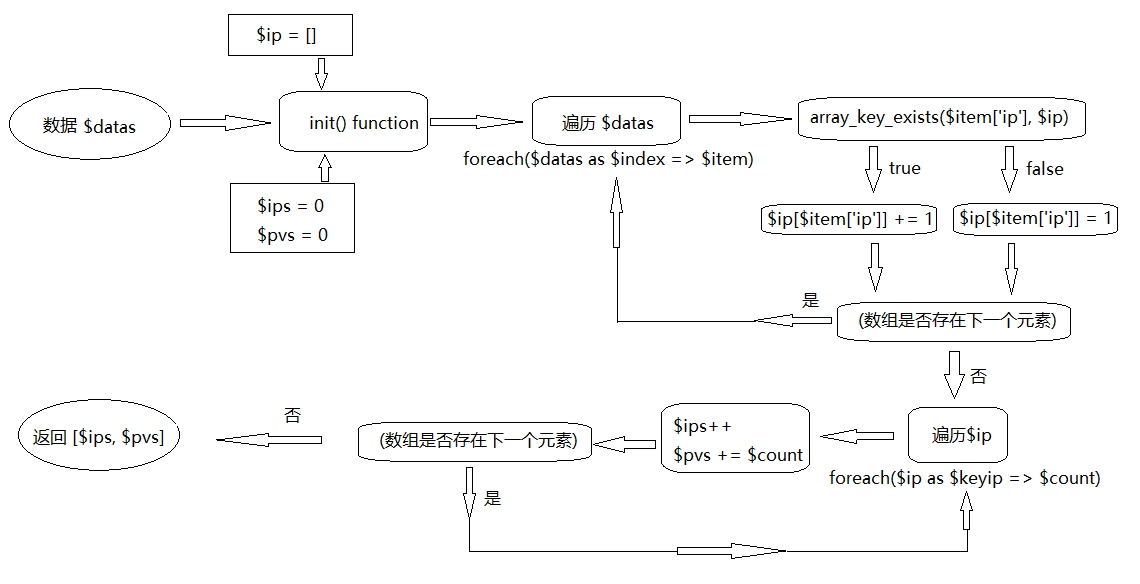 $ip = []
数据 $datas
init() function
遍历 $datas
foreach($datas as $index => $item)
array_key_exists($item['ip'], $ip)
true
false
$ips = 0
$pvs = 0
$ip[$item['ip']] += 1
$ip[$item['ip']] = 1
是
(数组是否存在下一个元素)
否
返回 [$ips, $pvs]
否
(数组是否存在下一个元素)
$ips++
$pvs += $count
遍历$ip
foreach($ip as $keyip => $count)
是